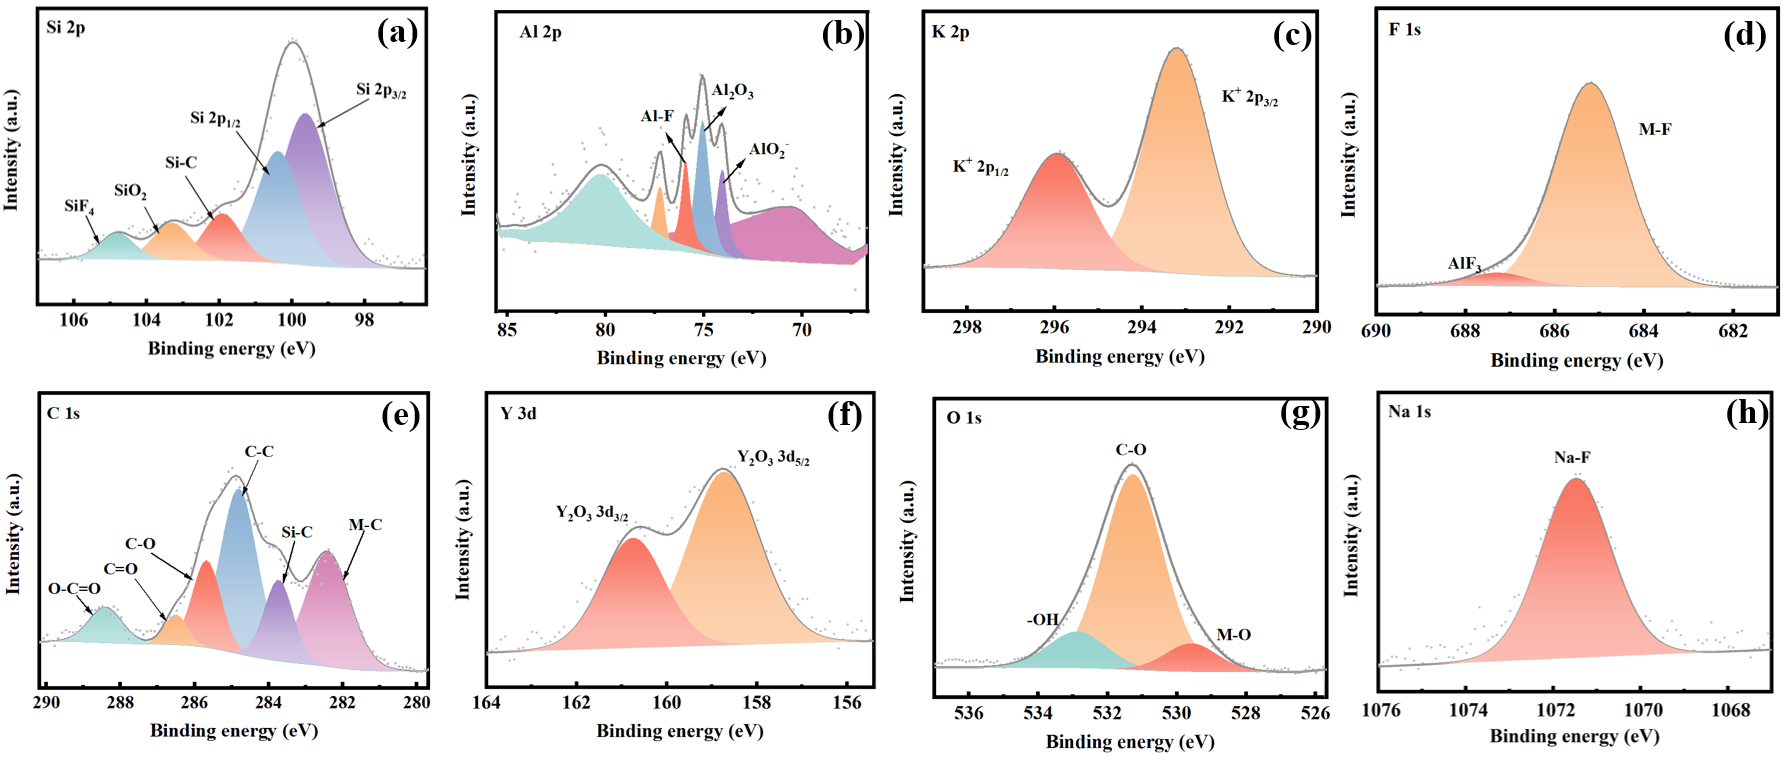 Si 2p
(a)
Si 2p3/2
Si 2p1/2
Si-C
SiO2
SiF4
Intensity (a.u.)
106 104 102 100 98
Binding energy (eV)
Al 2p
(b)
Al2O3
Al-F
AlO2-
Intensity (a.u.)
85 80 75 70
Binding energy (eV)
K 2p
(c)
K+ 2p3/2
K+ 2p1/2
Intensity (a.u.)
298 296 294 292 290
Binding energy (eV)
F 1s
(d)
M-F
AlF3
Intensity (a.u.)
690 688 686 684 682
Binding energy (eV)
C 1s
(e)
C-C
M-C
Si-C
C-O
C=O
O-C=O
Intensity (a.u.)
290 288 286 284 282 280
Binding energy (eV)
Y 3d
(f)
Y2O3 3d5/2
Y2O3 3d3/2
Intensity (a.u.)
164 162 160 158 156
Binding energy (eV)
O 1s
(g)
C-O
-OH
M-O
Intensity (a.u.)
536 534 532 530 528 526
Binding energy (eV)
Na 1s
(h)
Na-F
Intensity (a.u.)
1076 1074 1072 1070 1068
Binding energy (eV)